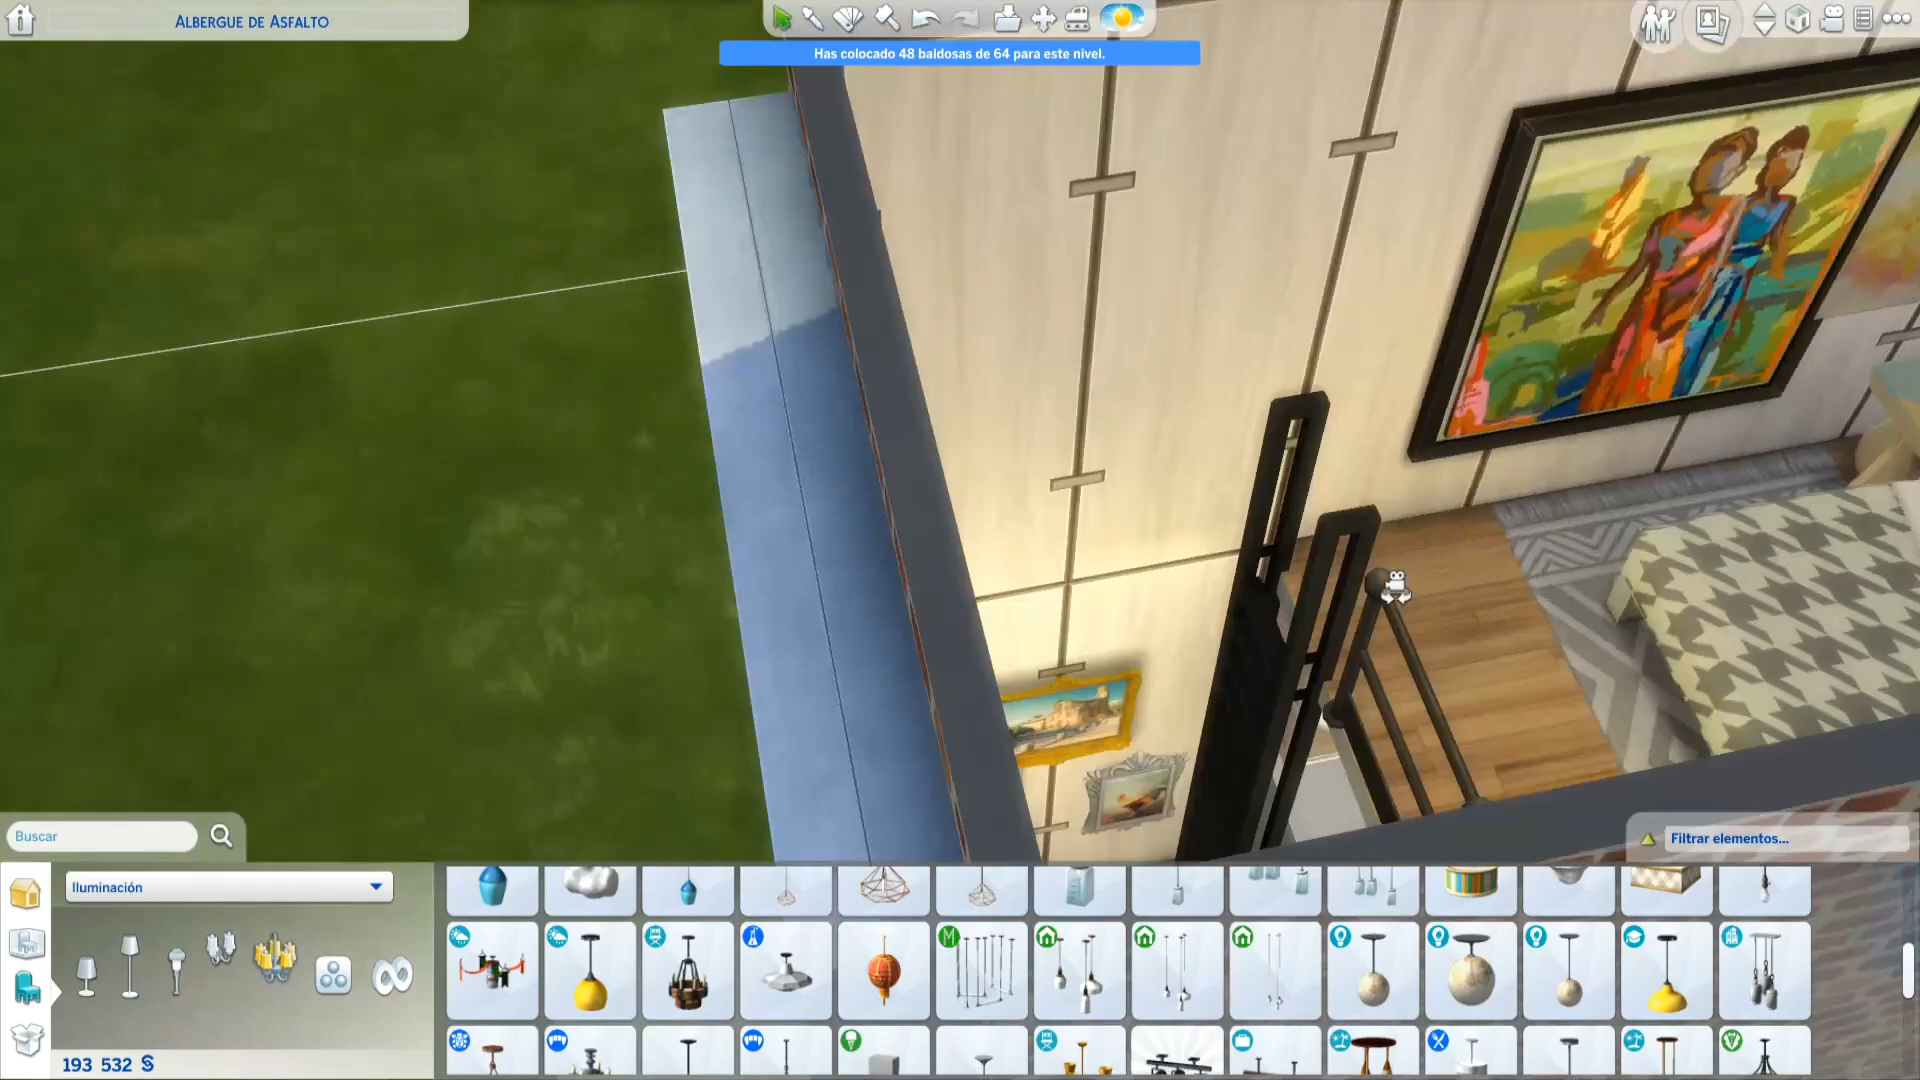 Albergue de Asfalto
Has colocado 48 baldosas de 64 para este nivel.
Buscar
Filtrar elementos...
Iluminación
193 532 §